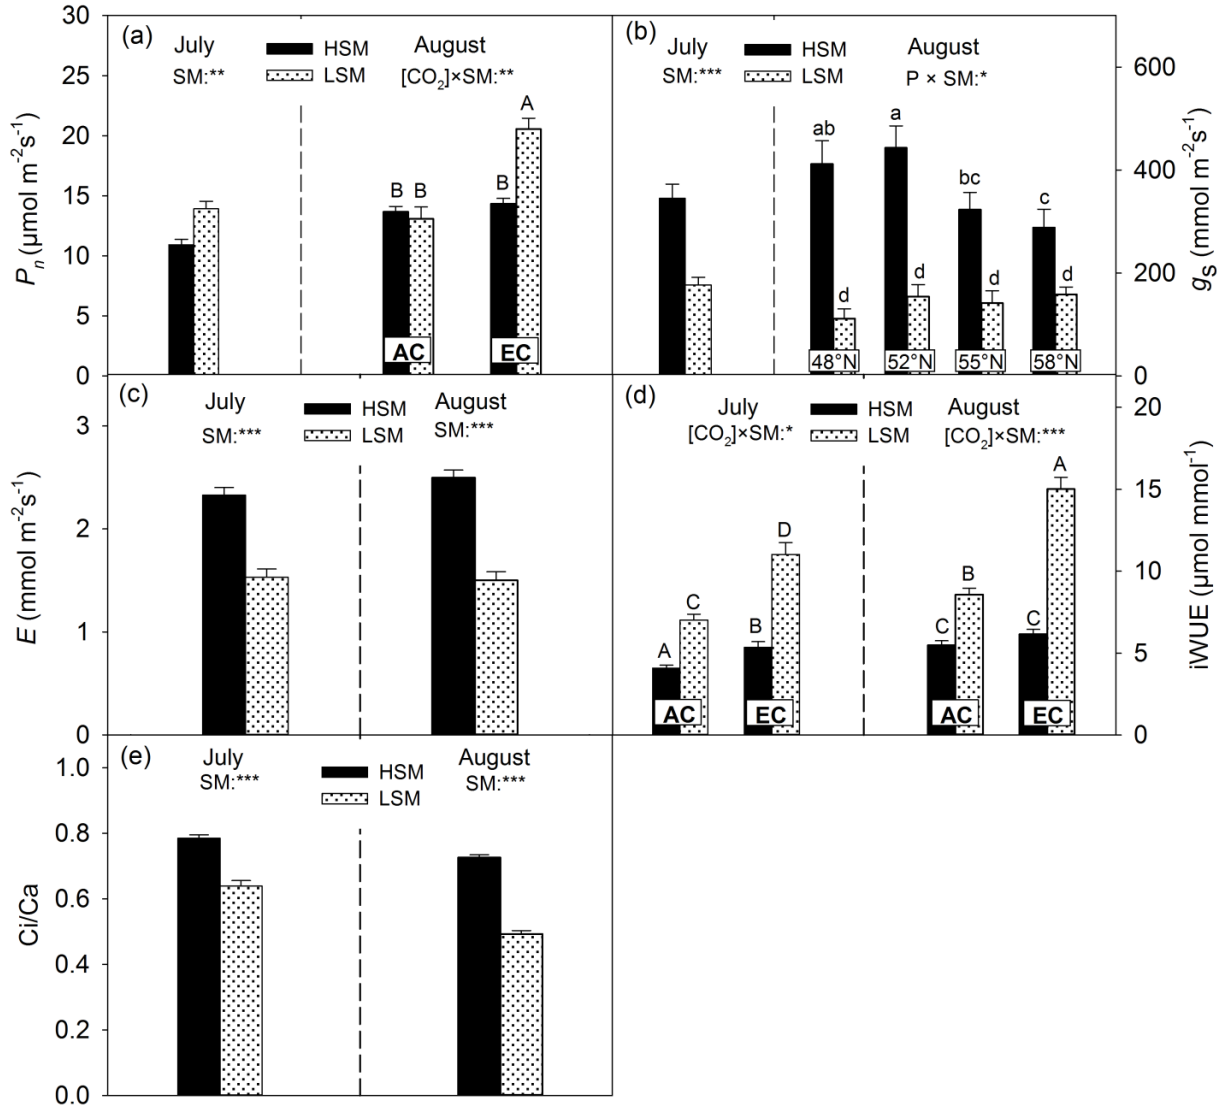 (a)
July
SM:**
HSM
LSM
August
[CO₂]×SM:**
30
25
20
15
10
5
0
Pn (µmol m⁻²s⁻¹)
B
B
B
A
AC
EC
(b)
July
SM:***
HSM
LSM
August
P × SM:*
600
400
200
0
gs (mmol m⁻²s⁻¹)
ab
a
bc
c
d
d
d
d
48°N
52°N
55°N
58°N
(c)
July
SM:***
HSM
LSM
August
SM:***
3
2
1
0
E (mmol m⁻²s⁻¹)
(d)
July
[CO₂]×SM:*
HSM
LSM
August
[CO₂]×SM:***
20
15
10
5
0
iWUE (µmol mmol⁻¹)
A
C
B
D
C
B
C
A
AC
EC
AC
EC
(e)
July
SM:***
HSM
LSM
August
SM:***
1.0
0.8
0.6
0.4
0.2
0.0
Ci/Ca